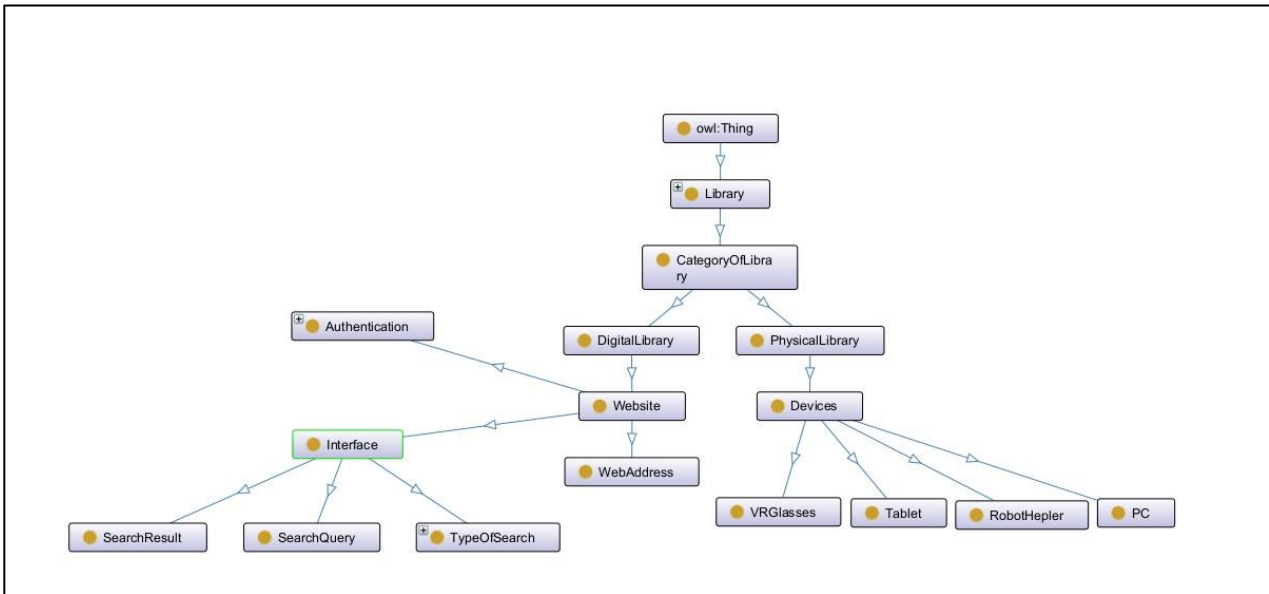 owl:Thing
Library
CategoryOfLibra
ry
Authentication
DigitalLibrary
PhysicalLibrary
Website
Devices
Interface
WebAddress
VRGlasses
Tablet
RobotHepler
PC
SearchResult
SearchQuery
TypeOfSearch